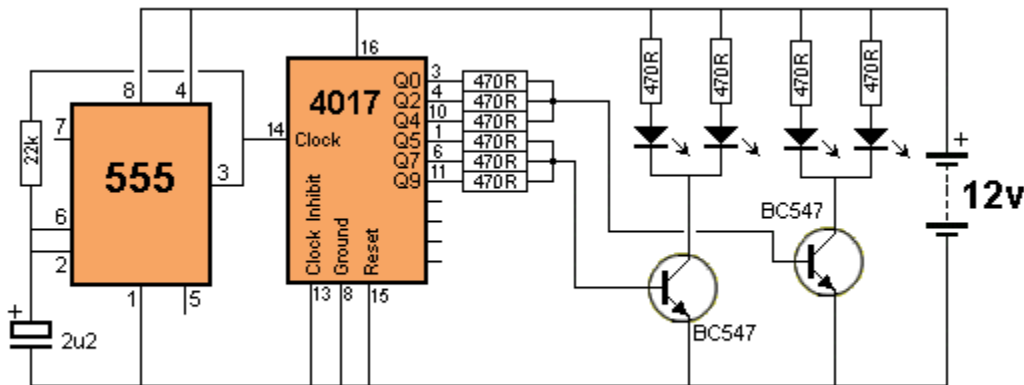 8
4
7
22k
555
3
6
2
1
5
+
2u2
16
4017
14
Clock
Q0
3
470R
Q2
4
470R
Q4
10
470R
Q5
1
470R
Q7
6
470R
Q9
11
470R
Clock Inhibit
Ground
Reset
13
8
15
470R
470R
470R
470R
BC547
BC547
+
12v